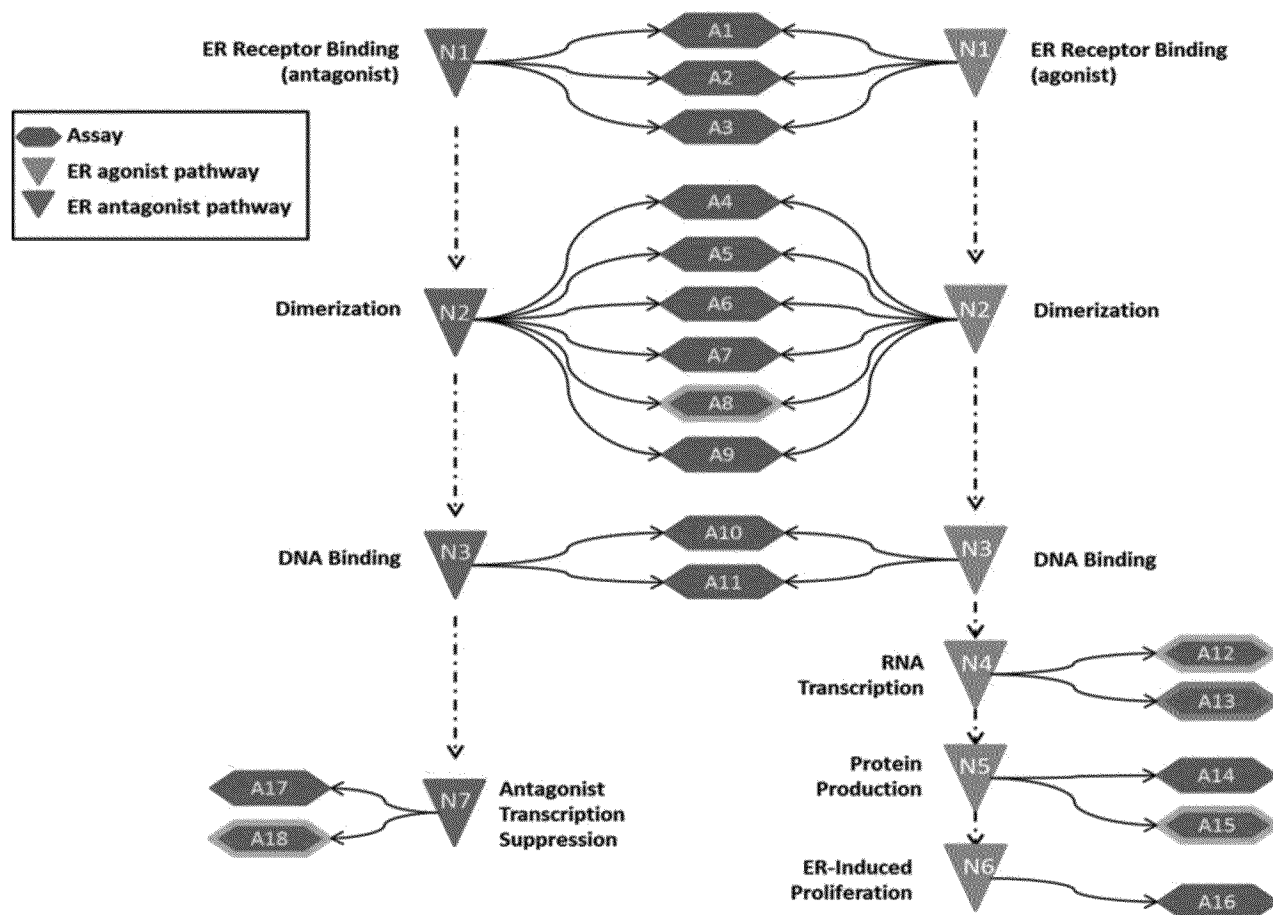 ER Receptor Binding
(antagonist)
N1
A1
A2
A3
N1
ER Receptor Binding
(agonist)
Assay
ER agonist pathway
ER antagonist pathway
Dimerization
N2
A4
A5
A6
A7
A8
A9
N2
Dimerization
DNA Binding
N3
A10
A11
N3
DNA Binding
RNA
Transcription
N4
A12
A13
Protein
Production
N5
A14
A15
A17
A18
N7
Antagonist
Transcription
Suppression
ER-Induced
Proliferation
N6
A16